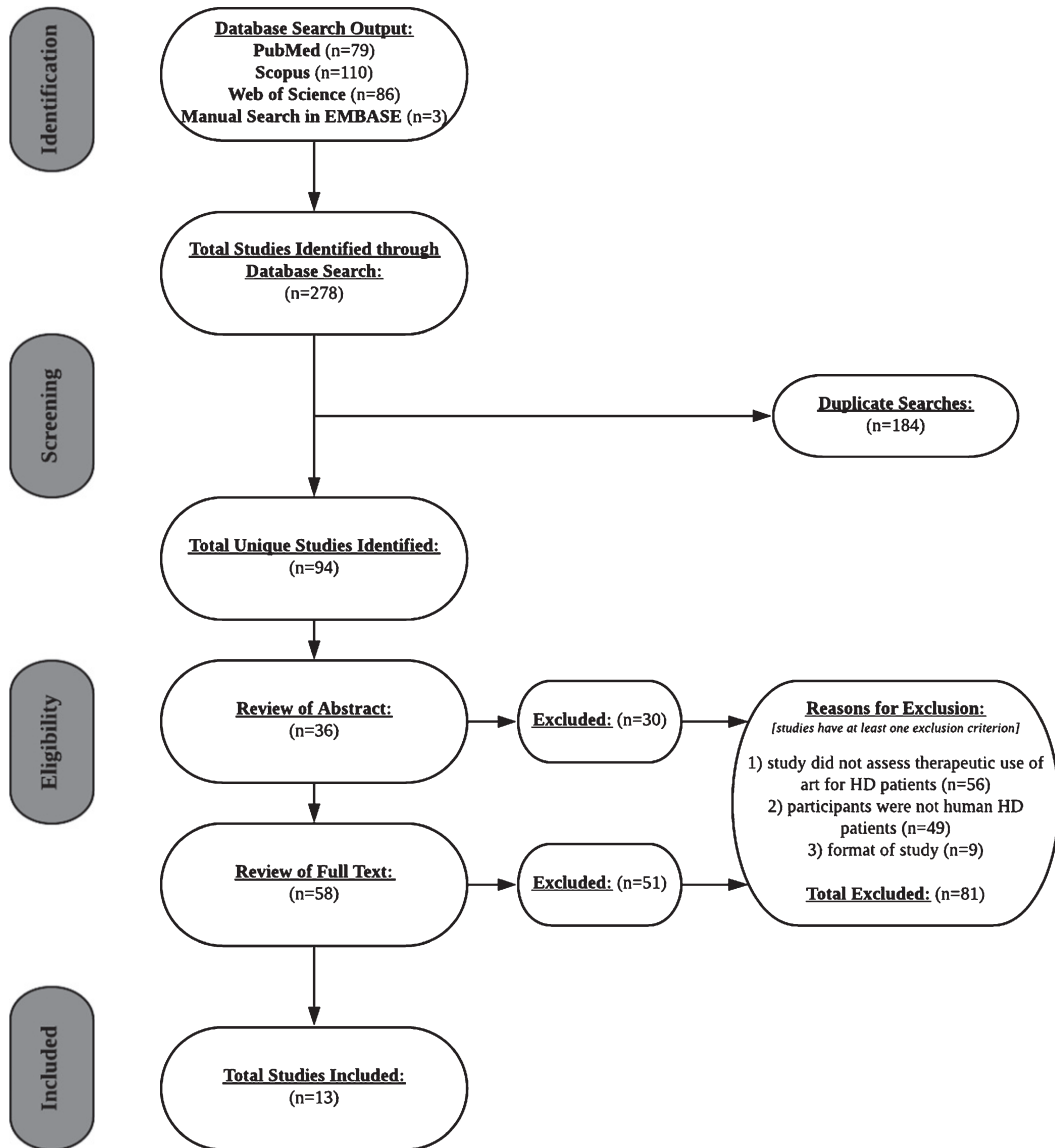 Identification
Database Search Output:
PubMed (n=79)
Scopus (n=110)
Web of Science (n=86)
Manual Search in EMBASE (n=3)
Total Studies Identified through
Database Search:
(n=278)
Screening
Duplicate Searches:
(n=184)
Total Unique Studies Identified:
(n=94)
Eligibility
Review of Abstract:
(n=36)
Excluded: (n=30)
Reasons for Exclusion:
[studies have at least one exclusion criterion]
1) study did not assess therapeutic use of
art for HD patients (n=56)
2) participants were not human HD
patients (n=49)
3) format of study (n=9)
Total Excluded: (n=81)
Review of Full Text:
(n=58)
Excluded: (n=51)
Included
Total Studies Included:
(n=13)